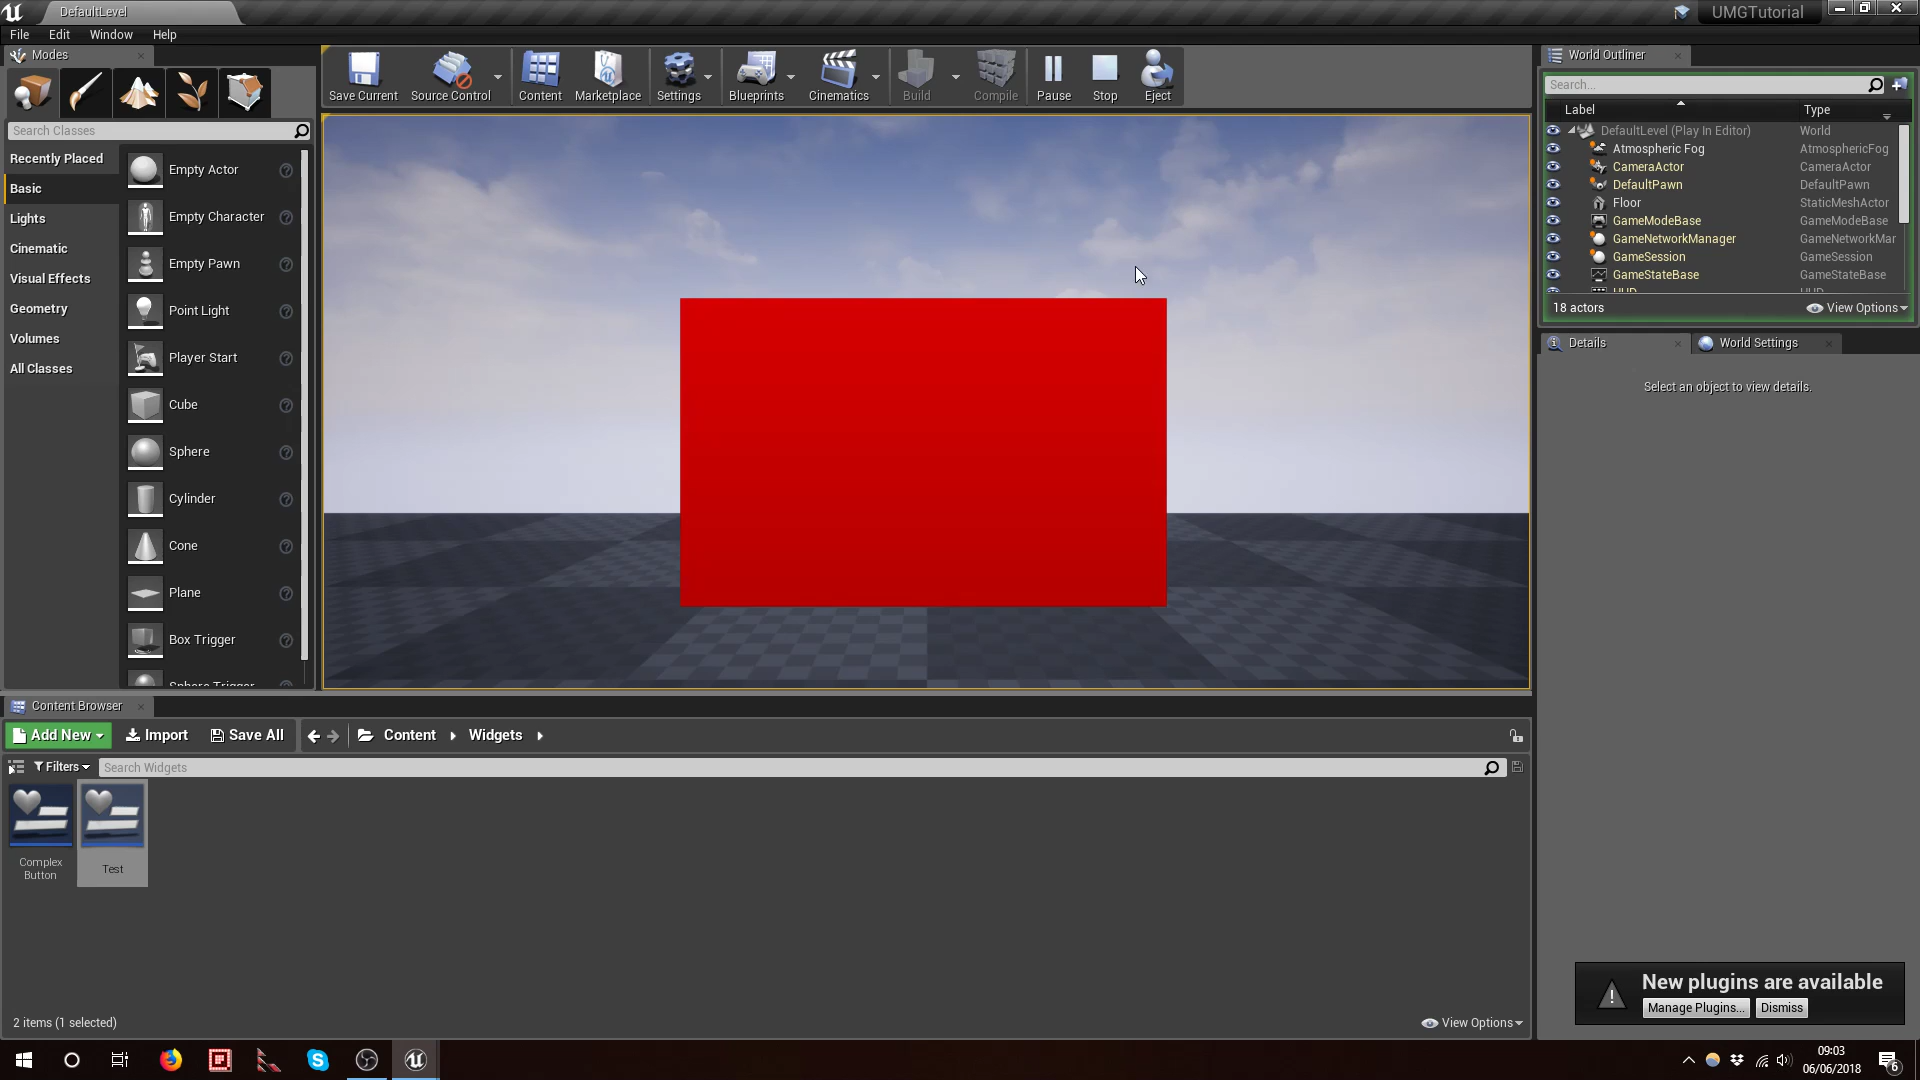 DefaultLevel
UMGTutorial
File Edit Window Help
Modes
Search Classes
Recently Placed
Basic
Lights
Cinematic
Visual Effects
Geometry
Volumes
All Classes
Empty Actor
Empty Character
Empty Pawn
Point Light
Player Start
Cube
Sphere
Cylinder
Cone
Plane
Box Trigger
Sphere Trigger
Save Current
Source Control
Content
Marketplace
Settings
Blueprints
Cinematics
Build
Compile
Pause
Stop
Eject
World Outliner
Search...
Label Type
DefaultLevel (Play In Editor) World
Atmospheric Fog AtmosphericFog
CameraActor CameraActor
DefaultPawn DefaultPawn
Floor StaticMeshActor
GameModeBase GameModeBase
GameNetworkManager GameNetworkMar
GameSession GameSession
GameStateBase GameStateBase
18 actors
View Options
Details
World Settings
Select an object to view details.
Content Browser
Add New
Import
Save All
Content
Widgets
Filters
Search Widgets
Complex
Button
Test
2 items (1 selected)
View Options
New plugins are available
Manage Plugins...
Dismiss
09:03
06/06/2018
6